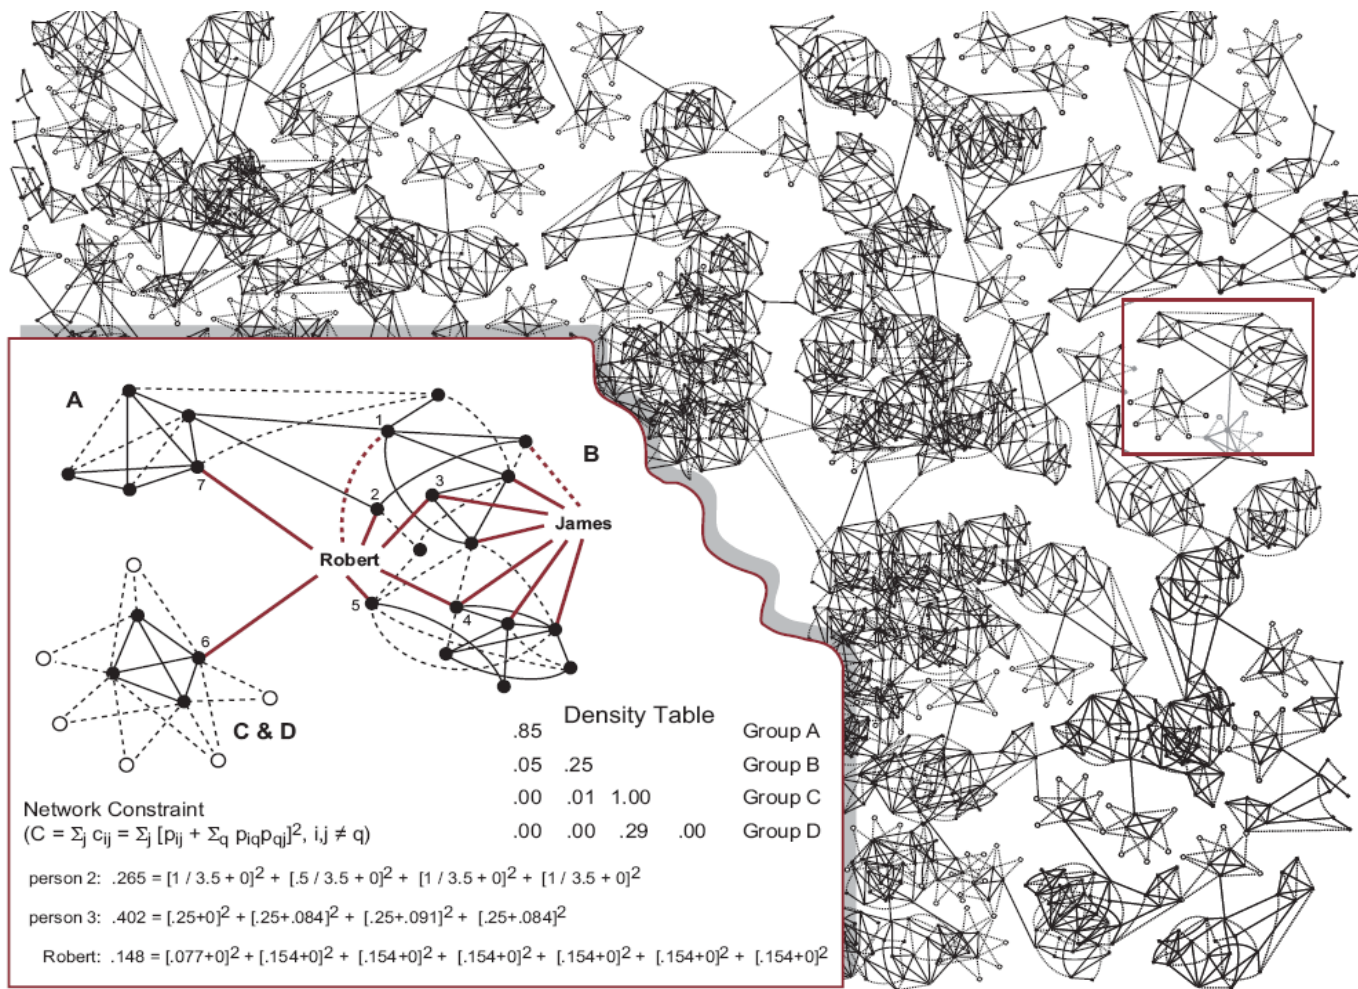 A
1
B
2
3
7
James
Robert
5
4
6
C & D
Density Table
.85 Group A
.05 .25 Group B
.00 .01 1.00 Group C
.00 .00 .29 .00 Group D
Network Constraint
(C = Σj cij = Σj [pij + Σq piqpqj]², i,j ≠ q)
person 2: .265 = [1 / 3.5 + 0]² + [.5 / 3.5 + 0]² + [1 / 3.5 + 0]² + [1 / 3.5 + 0]²
person 3: .402 = [.25+0]² + [.25+.084]² + [.25+.091]² + [.25+.084]²
Robert: .148 = [.077+0]² + [.154+0]² + [.154+0]² + [.154+0]² + [.154+0]² + [.154+0]² + [.154+0]²